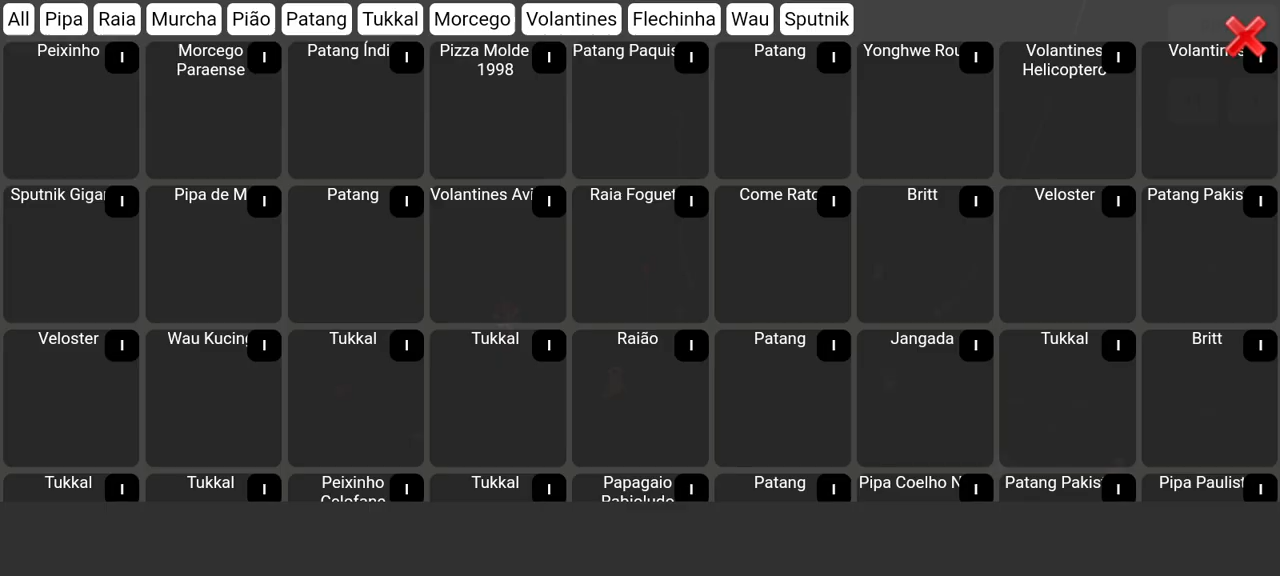 All Pipa Raia Murcha Pião Patang Tukkal Morcego Volantines Flechinha Wau Sputnik
Peixinho I Morcego I Patang Índi I Pizza Molde I Patang Paquis I Patang I Yonghwe Rou I Volantines I Volantines I
Paraense 1998 Helicoptero
Sputnik Gigan I Pipa de M I Patang I Volantines Avi I Raia Foguet I Come Rato I Britt I Veloster I Patang Pakis I
Veloster I Wau Kucing I Tukkal I Tukkal I Raião I Patang I Jangada I Tukkal I Britt I
Tukkal I Tukkal I Peixinho I Tukkal I Papagaio I Patang I Pipa Coelho N I Patang Pakis I Pipa Paulist I
Celofane Rabioludo